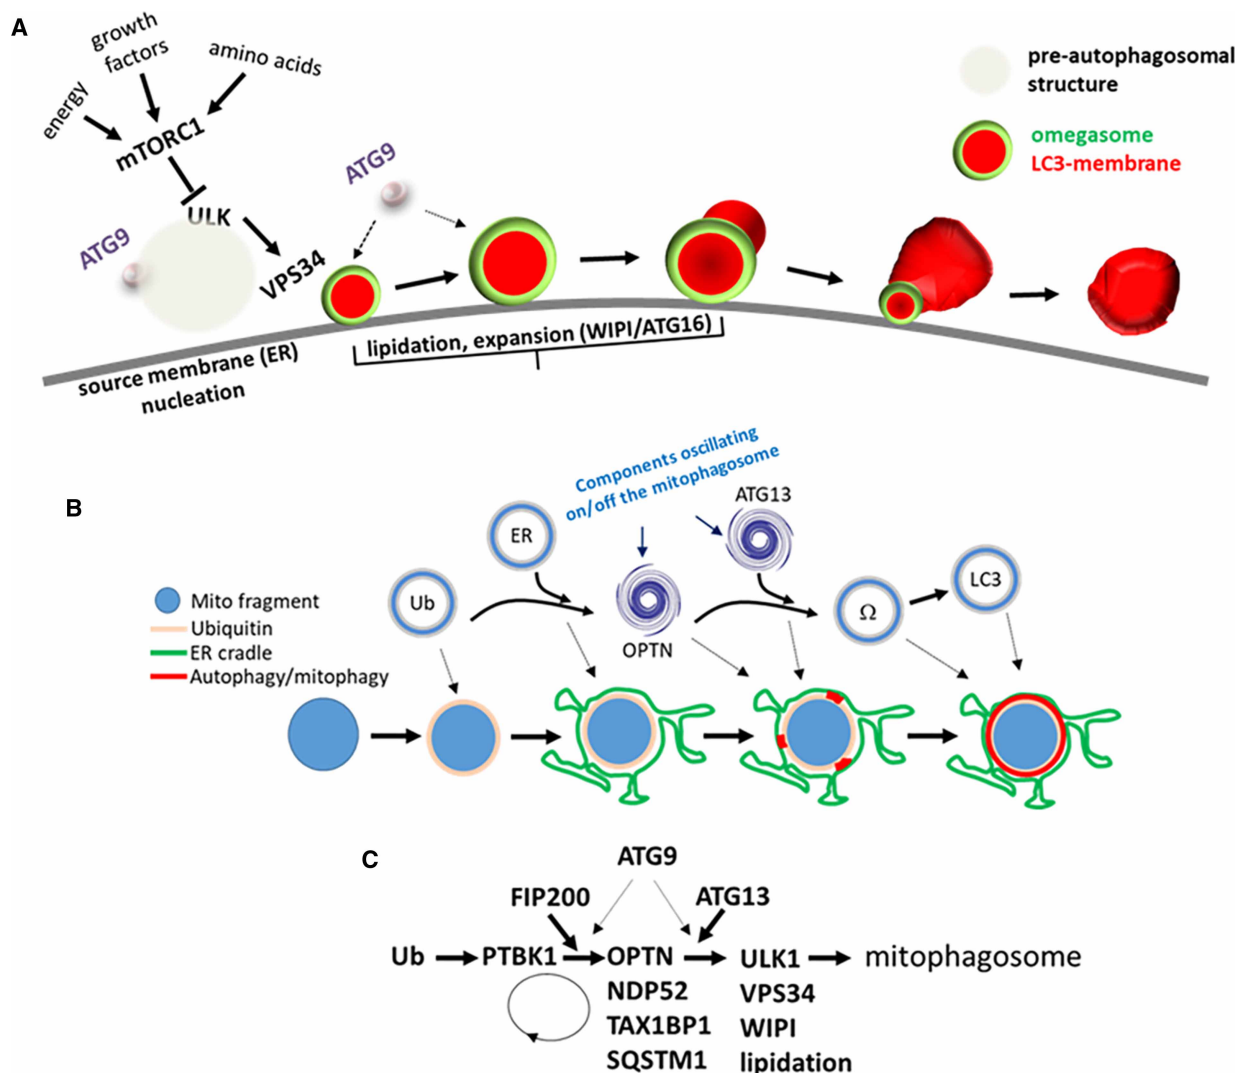 A
growth
factors
amino acids
energy
mTORC1
ULK
ATG9
VPS34
ATG9
pre-autophagosomal
structure
omegasome
LC3-membrane
source membrane (ER)
nucleation
lipidation, expansion (WIPI/ATG16)
B
Components oscillating
on/off the mitophagosome
ER
ATG13
Ub
OPTN
Ω
LC3
Mito fragment
Ubiquitin
ER cradle
Autophagy/mitophagy
C
ATG9
FIP200
ATG13
Ub
PTBK1
OPTN
ULK1
mitophagosome
NDP52
VPS34
TAX1BP1
WIPI
SQSTM1
lipidation